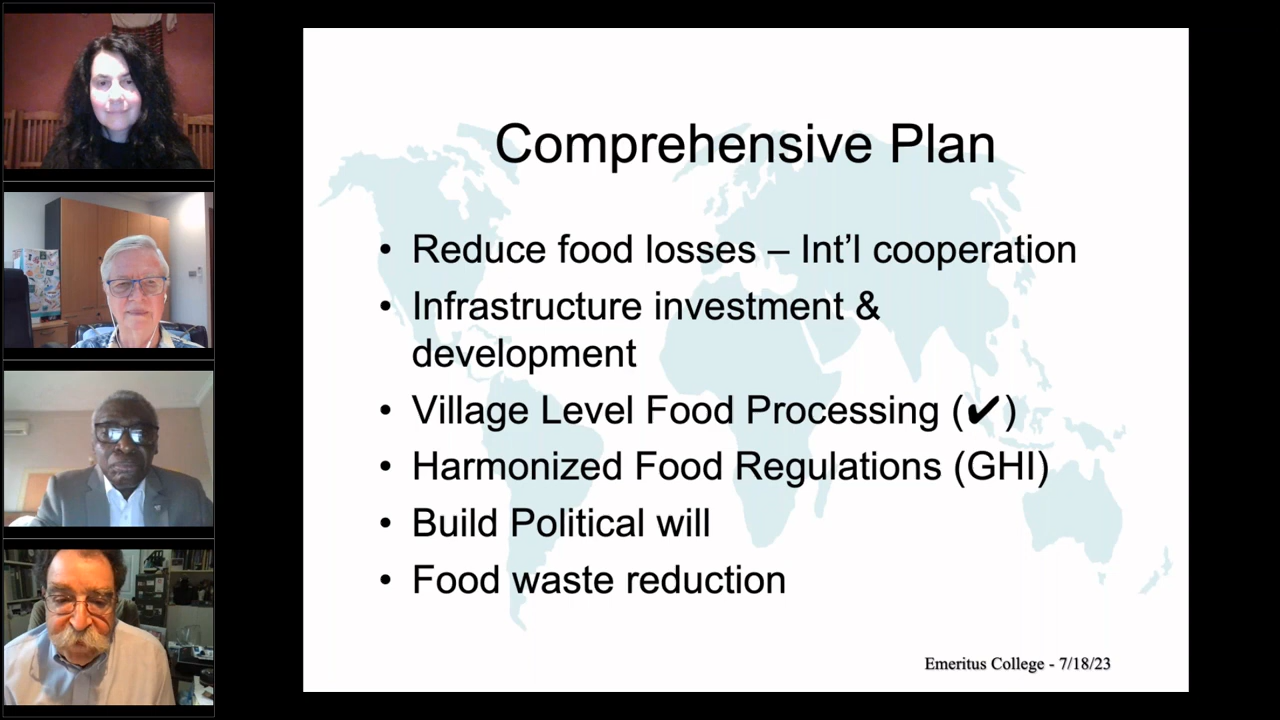 Comprehensive Plan
• Reduce food losses – Int’l cooperation
• Infrastructure investment &
development
• Village Level Food Processing (✔)
• Harmonized Food Regulations (GHI)
• Build Political will
• Food waste reduction
Emeritus College - 7/18/23